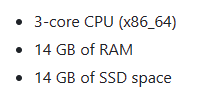 3-core CPU (x86_64)
14 GB of RAM
14 GB of SSD space